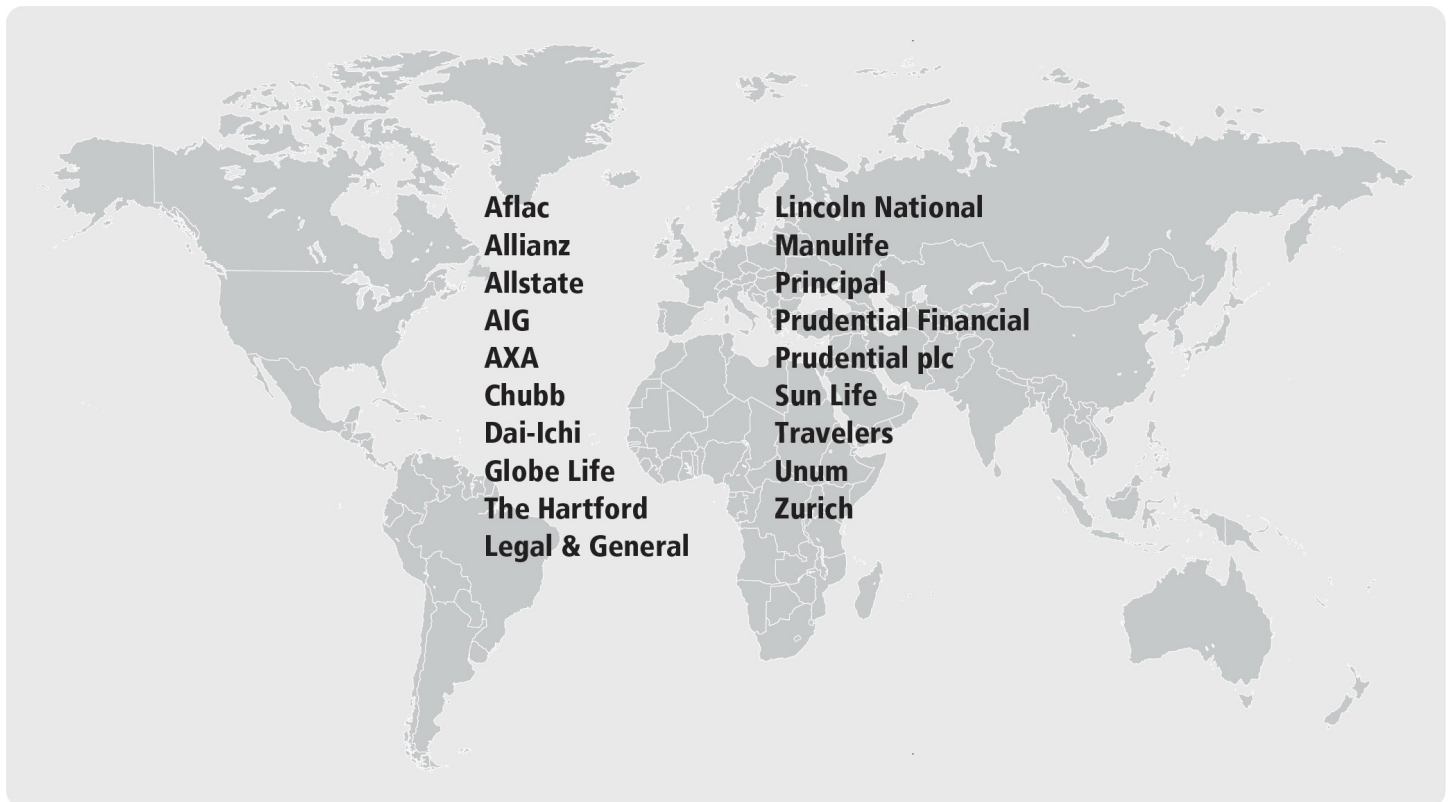 Aflac
Allianz
Allstate
AIG
AXA
Chubb
Dai-Ichi
Globe Life
The Hartford
Legal & General
Lincoln National
Manulife
Principal
Prudential Financial
Prudential plc
Sun Life
Travelers
Unum
Zurich